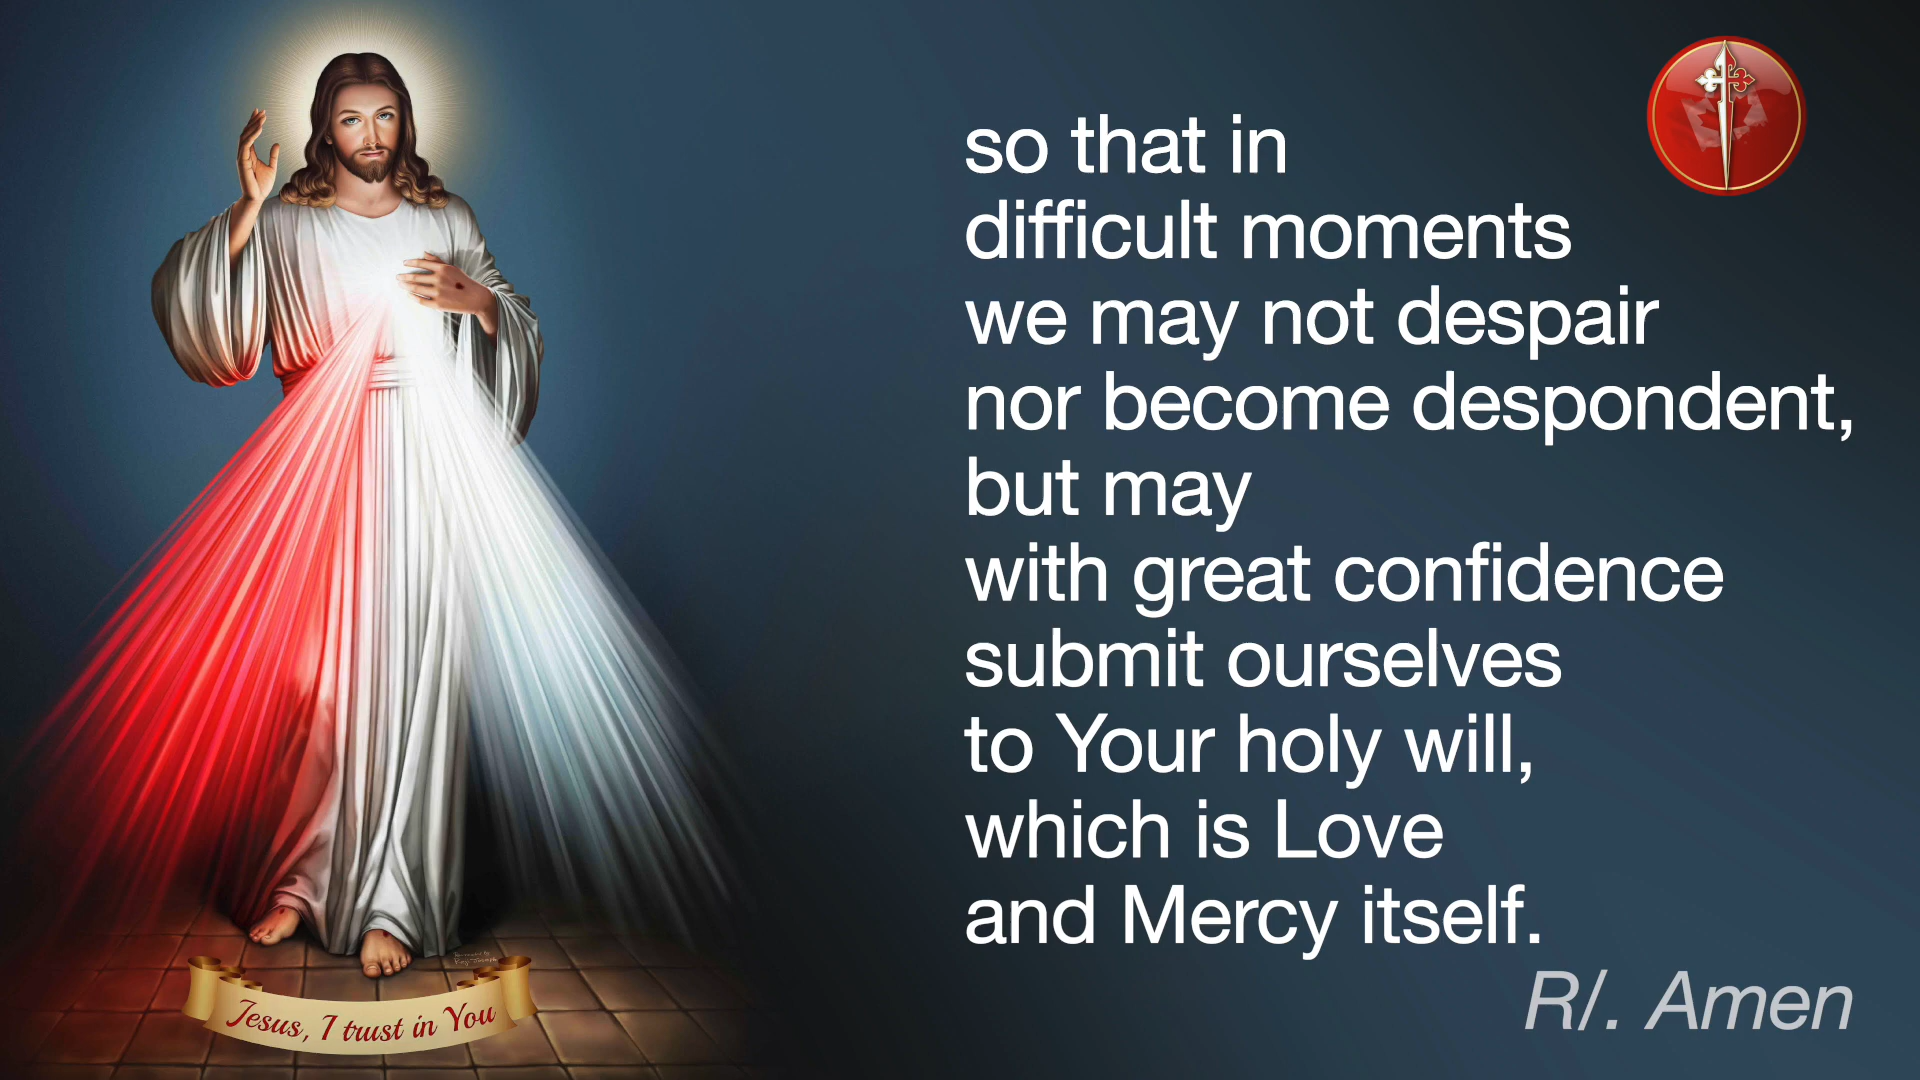 so that in
difficult moments
we may not despair
nor become despondent,
but may
with great confidence
submit ourselves
to Your holy will,
which is Love
and Mercy itself.
R/. Amen
Jesus, I trust in You